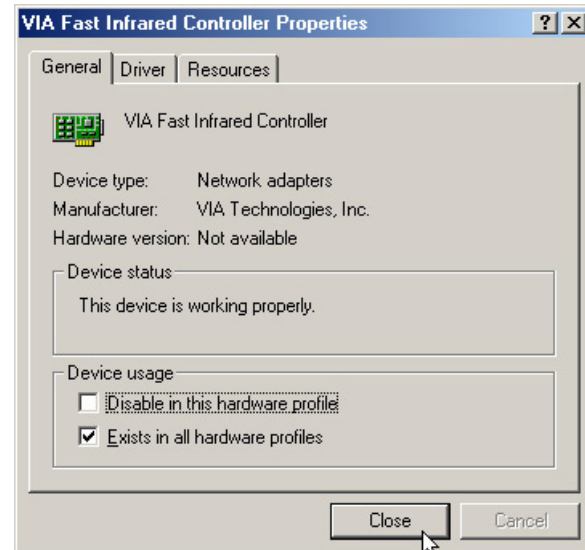 VIA Fast Infrared Controller Properties
General Driver Resources
VIA Fast Infrared Controller
Device type: Network adapters
Manufacturer: VIA Technologies, Inc.
Hardware version: Not available
Device status
This device is working properly.
Device usage
Disable in this hardware profile
Exists in all hardware profiles
Close Cancel